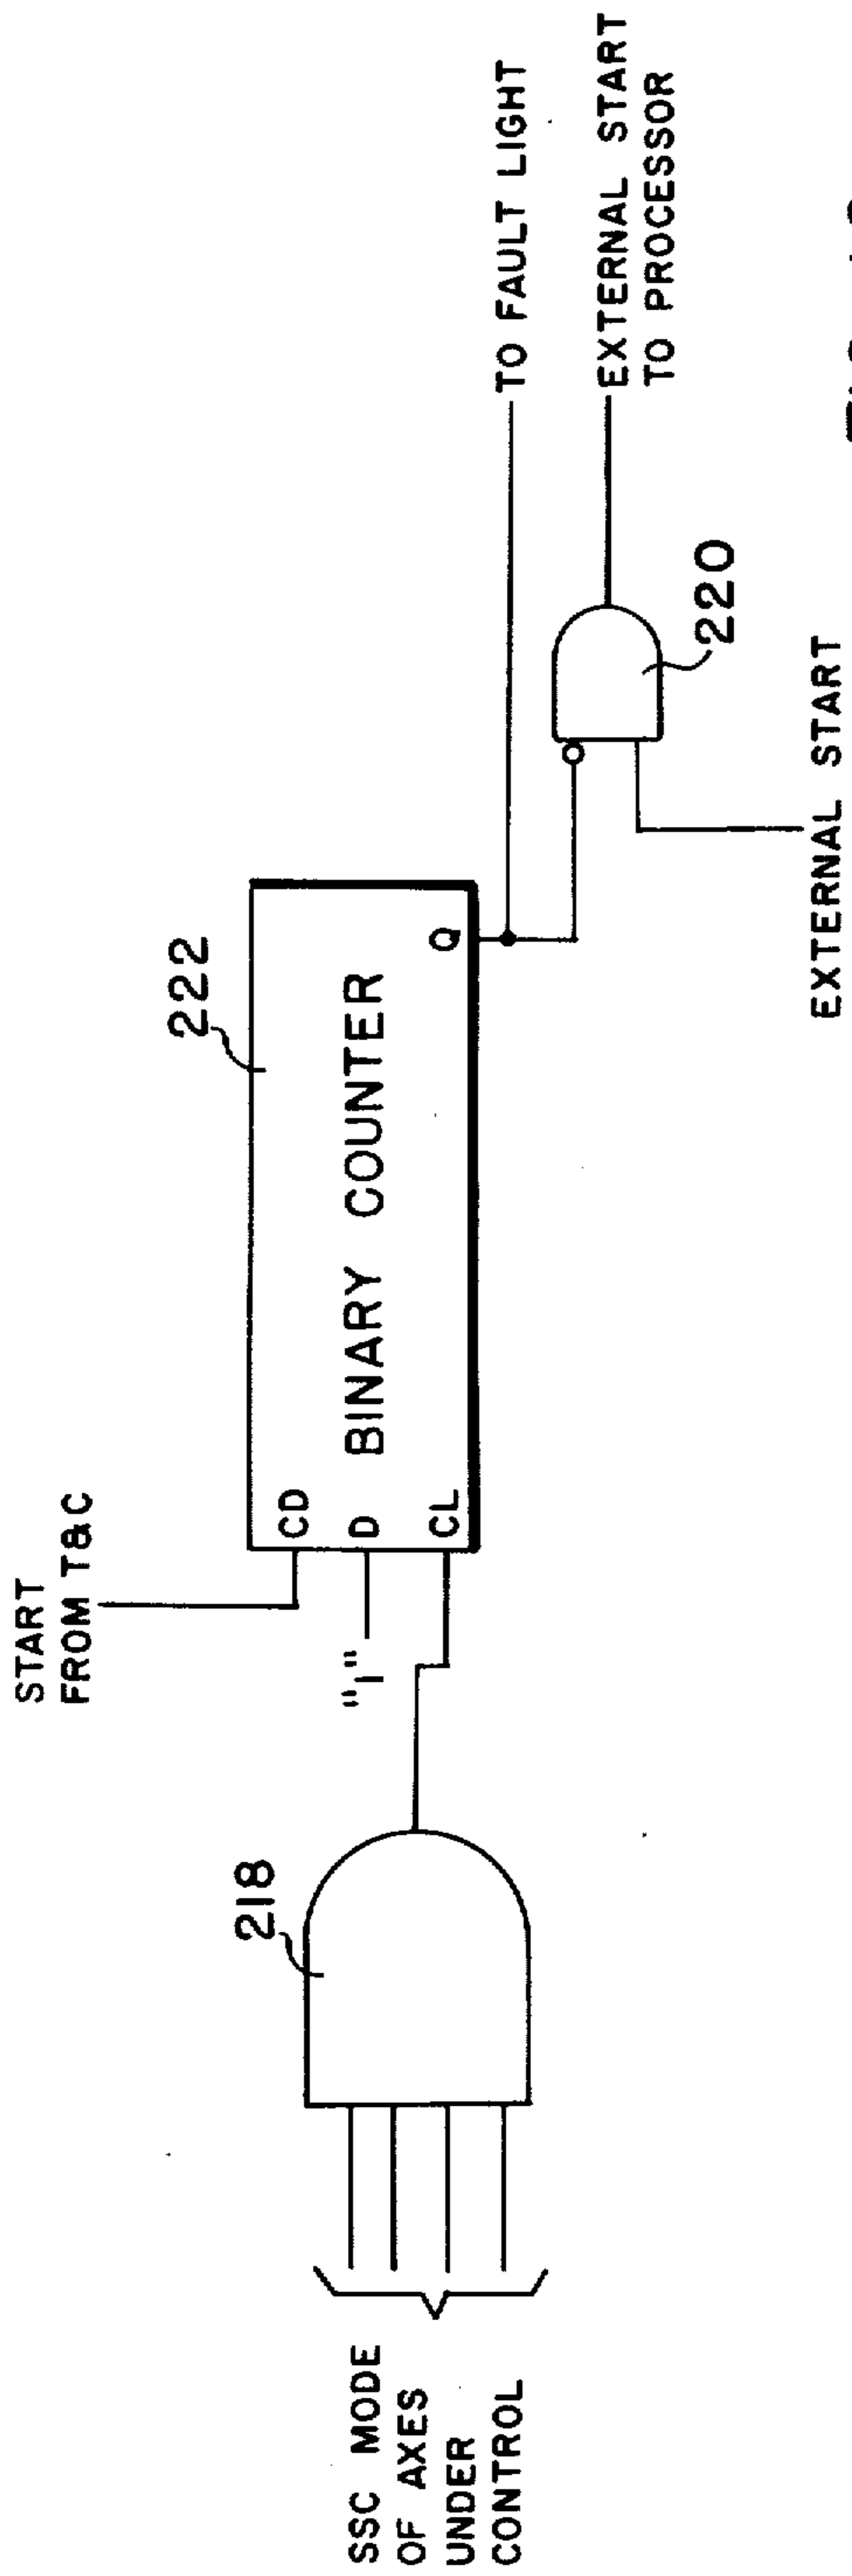 START
FROM T&C
222
TO FAULT LIGHT
EXTERNAL START
TO PROCESSOR
218
CD
D
CL
BINARY COUNTER
Q
"1"
220
SSC MODE
OF AXES
UNDER
CONTROL
EXTERNAL START